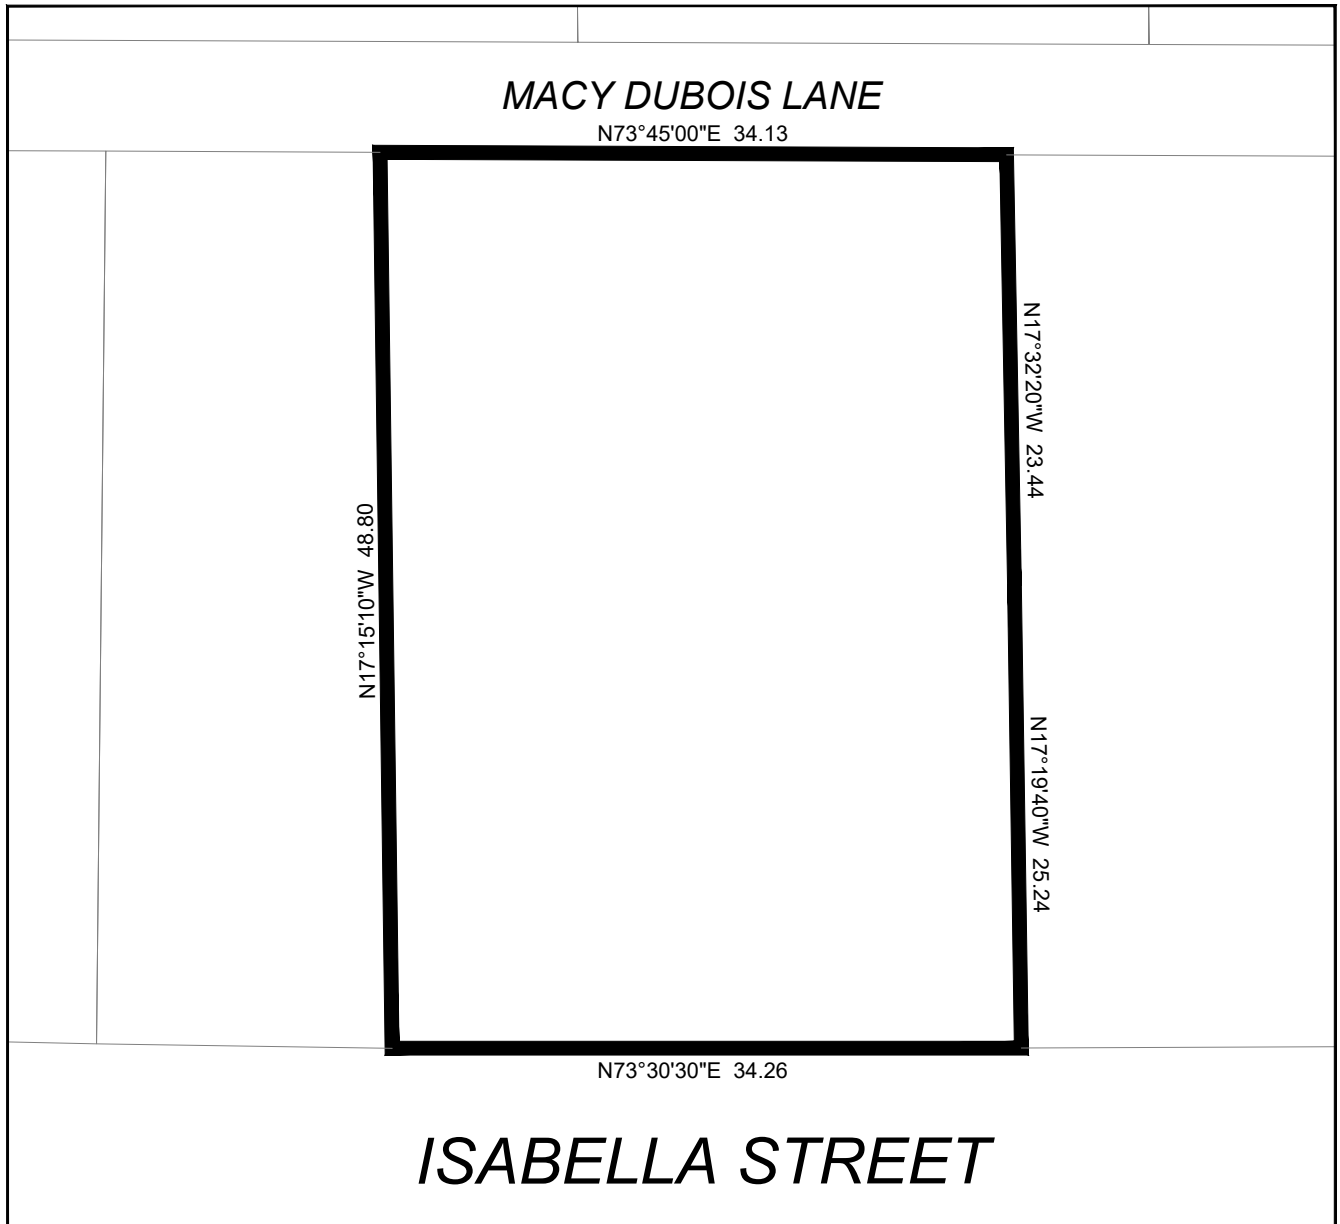 MACY DUBOIS LANE
N73°45'00"E 34.13
N17°32'20"W 23.44
N17°15'10"W 48.80
N17°19'40"W 25.24
N73°30'30"E 34.26
ISABELLA STREET